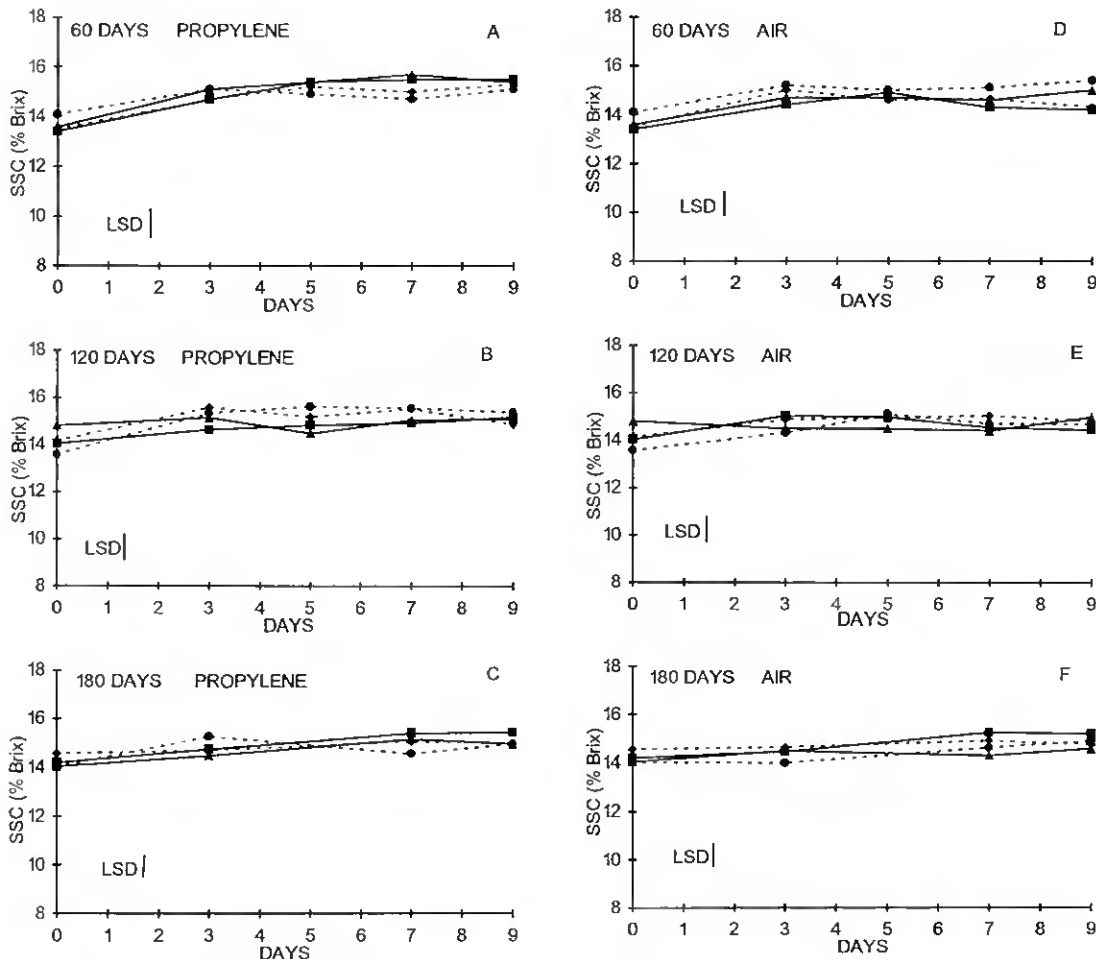 60 DAYS PROPYLENE A
18
16
14
12
10
8
SSC (% Brix)
LSD
0 1 2 3 4 5 6 7 8 9
DAYS
60 DAYS AIR D
18
16
14
12
10
8
SSC (% Brix)
LSD
0 1 2 3 4 5 6 7 8 9
DAYS
120 DAYS PROPYLENE B
18
16
14
12
10
8
SSC (% Brix)
LSD
0 1 2 3 4 5 6 7 8 9
DAYS
120 DAYS AIR E
18
16
14
12
10
8
SSC (% Brix)
LSD
0 1 2 3 4 5 6 7 8 9
DAYS
180 DAYS PROPYLENE C
18
16
14
12
10
8
SSC (% Brix)
LSD
0 1 2 3 4 5 6 7 8 9
DAYS
180 DAYS AIR F
18
16
14
12
10
8
SSC (% Brix)
LSD
0 1 2 3 4 5 6 7 8 9
DAYS